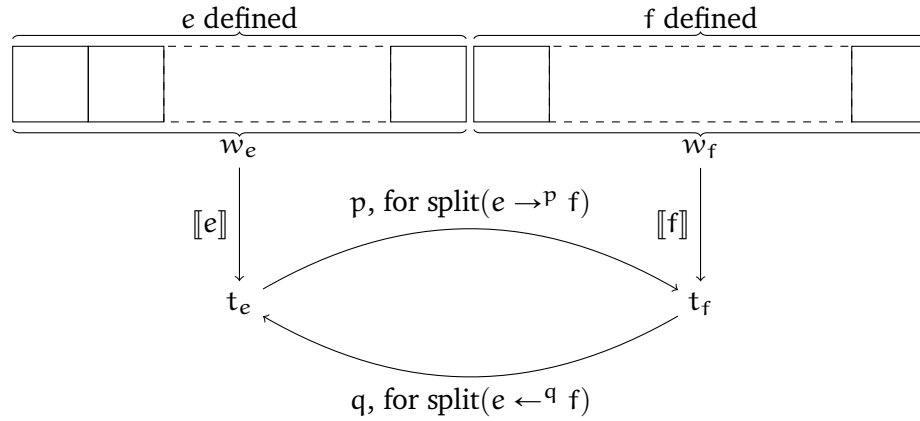 e defined f defined
w_e w_f
p, for split(e →^p f)
⟦e⟧ ⟦f⟧
t_e t_f
q, for split(e ←^q f)